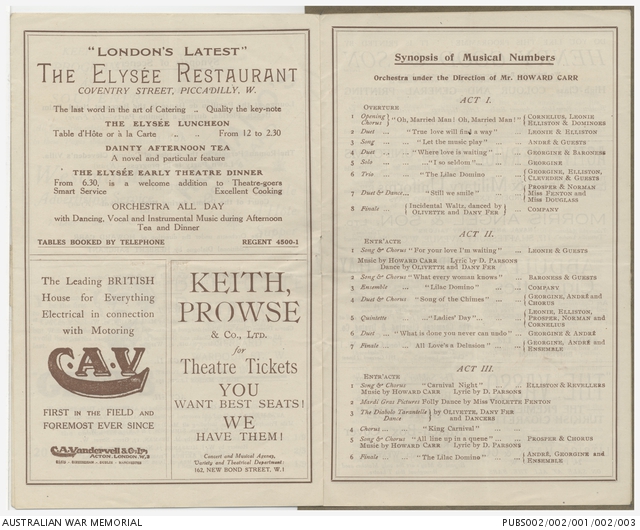 "LONDON'S LATEST"
THE ELYSÉE RESTAURANT
COVENTRY STREET, PICCADILLY, W.
The last word in the art of Catering .. Quality the key-note
THE ELYSÉE LUNCHEON
Table d'Hôte or à la Carte .. .. From 12 to 2.30
DAINTY AFTERNOON TEA
A novel and particular feature
THE ELYSÉE EARLY THEATRE DINNER
From 6.30, is a welcome addition to Theatre-goers
Smart Service Excellent Cooking
ORCHESTRA ALL DAY
with Dancing, Vocal and Instrumental Music during Afternoon
Tea and Dinner
TABLES BOOKED BY TELEPHONE REGENT 4800-1
The Leading BRITISH
House for Everything
Electrical in connection
with Motoring
C.A.V
FIRST IN THE FIELD AND
FOREMOST EVER SINCE
C.A.Vandervell & Co. Ltd.
ACTON, LONDON, W.3
KEITH,
PROWSE
& CO., LTD.
for
Theatre Tickets
YOU
WANT BEST SEATS!
WE
HAVE THEM!
Concert and Musical Agency,
Variety and Theatrical Department:
162, NEW BOND STREET, W.1
Synopsis of Musical Numbers
Orchestra under the Direction of Mr. HOWARD CARR
ACT I.
OVERTURE
1 Opening Chorus } "Oh, Married Man! Oh, Married Man!" { CORNELIUS, LEONIE ELLISTON & DOMINOES
2 Duet ... "True love will find a way" ... LEONIE & ELLISTON
3 Song ... "Let the music play" ... ANDRÉ & GUESTS
4 Duet ... "Where love is waiting" ... GEORGINE & BARONESS
5 Solo ... ... "I so seldom" ... ... GEORGINE
6 Trio ... "The Lilac Domino" ... { GEORGINE, ELLISTON, CLEVEDEN & GUESTS
7 Duet & Dance ... "Still we smile" ... { PROSPER & NORMAN MISS FENTON and MISS DOUGLASS
8 Finale ... { Incidental Waltz, danced by OLIVETTE and DANY FER } ... COMPANY
ACT II.
ENTR'ACTE
1 Song & Chorus "For your love I'm waiting" ... LEONIE & GUESTS
Music by HOWARD CARR Lyric by D. PARSONS
Dance by OLIVETTE and DANY FER
2 Song & Chorus "What every woman knows" ... BARONESS & GUESTS
3 Ensemble ... "Lilac Domino" ... ... COMPANY
4 Duet & Chorus "Song of the Chimes" ... { GEORGINE, ANDRÉ and CHORUS
5 Quintette ... "Ladies' Day" ... ... { LEONIE, ELLISTON, PROSPER, NORMAN and CORNELIUS
6 Duet ... "What is done you never can undo" ... GEORGINE & ANDRÉ
7 Finale ... "All Love's a Delusion" ... { GEORGINE, ANDRÉ and ENSEMBLE
ACT III.
ENTR'ACTE
1 Song & Chorus "Carnival Night" ... ELLISTON & REVELLERS
Music by HOWARD CARR Lyric by D. PARSONS
2 Mardi Gras Pictures Folly Dance by MISS VIOLETTE FENTON
3 The Diabolo Tarantelle Dance } by OLIVETTE, DANY FER and DANCERS
4 Chorus ... ... "King Carnival" ...
5 Song & Chorus "All line up in a queue" ... PROSPER & CHORUS
Music by HOWARD CARR Lyric by D. PARSONS
6 Finale ... "The Lilac Domino" ... { ANDRÉ, GEORGINE and ENSEMBLE
AUSTRALIAN WAR MEMORIAL
PUBS002/002/001/002/003